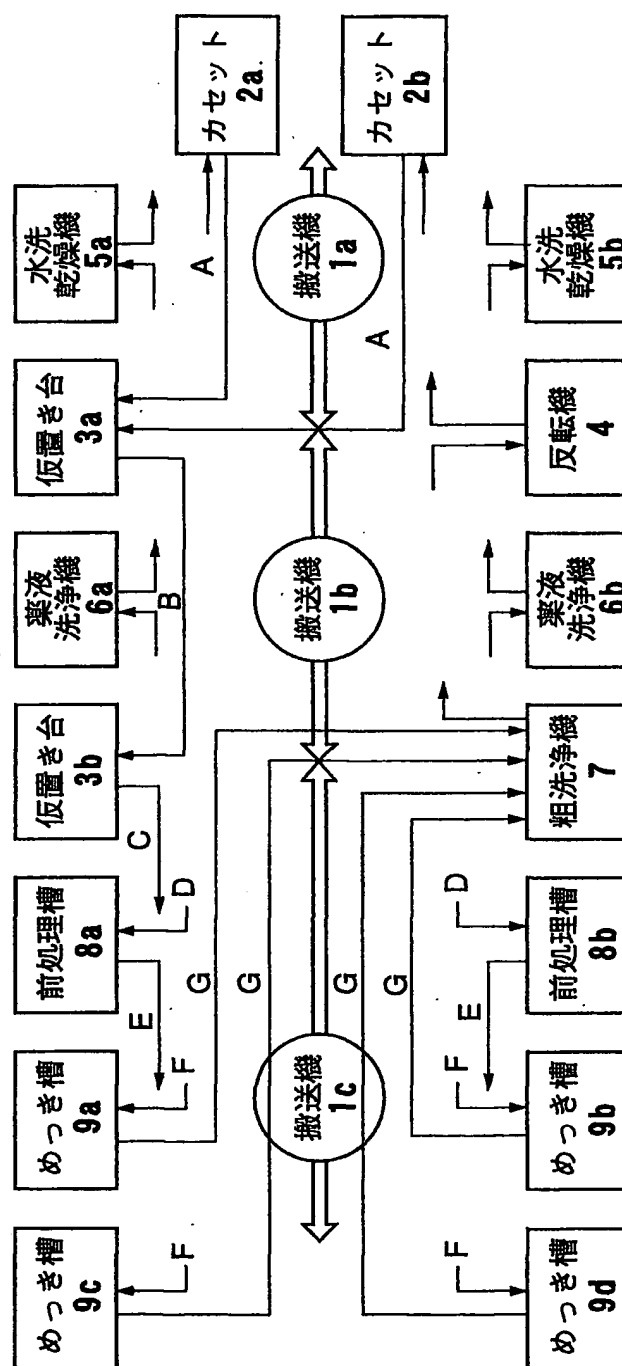 めっき槽
9c
めっき槽
9a
前処理槽
8a
仮置き台
3b
薬液
洗浄機
6a
仮置き台
3a
水洗
乾燥機
5a
F
F
E
D
C
B
A
G
G
カセット
2a.
搬送機
1c
搬送機
1b
搬送機
1a
G
G
A
カセット
2b
F
F
E
D
めっき槽
9d
めっき槽
9b
前処理槽
8b
粗洗浄機
7
薬液
洗浄機
6b
反転機
4
水洗
乾燥機
5b